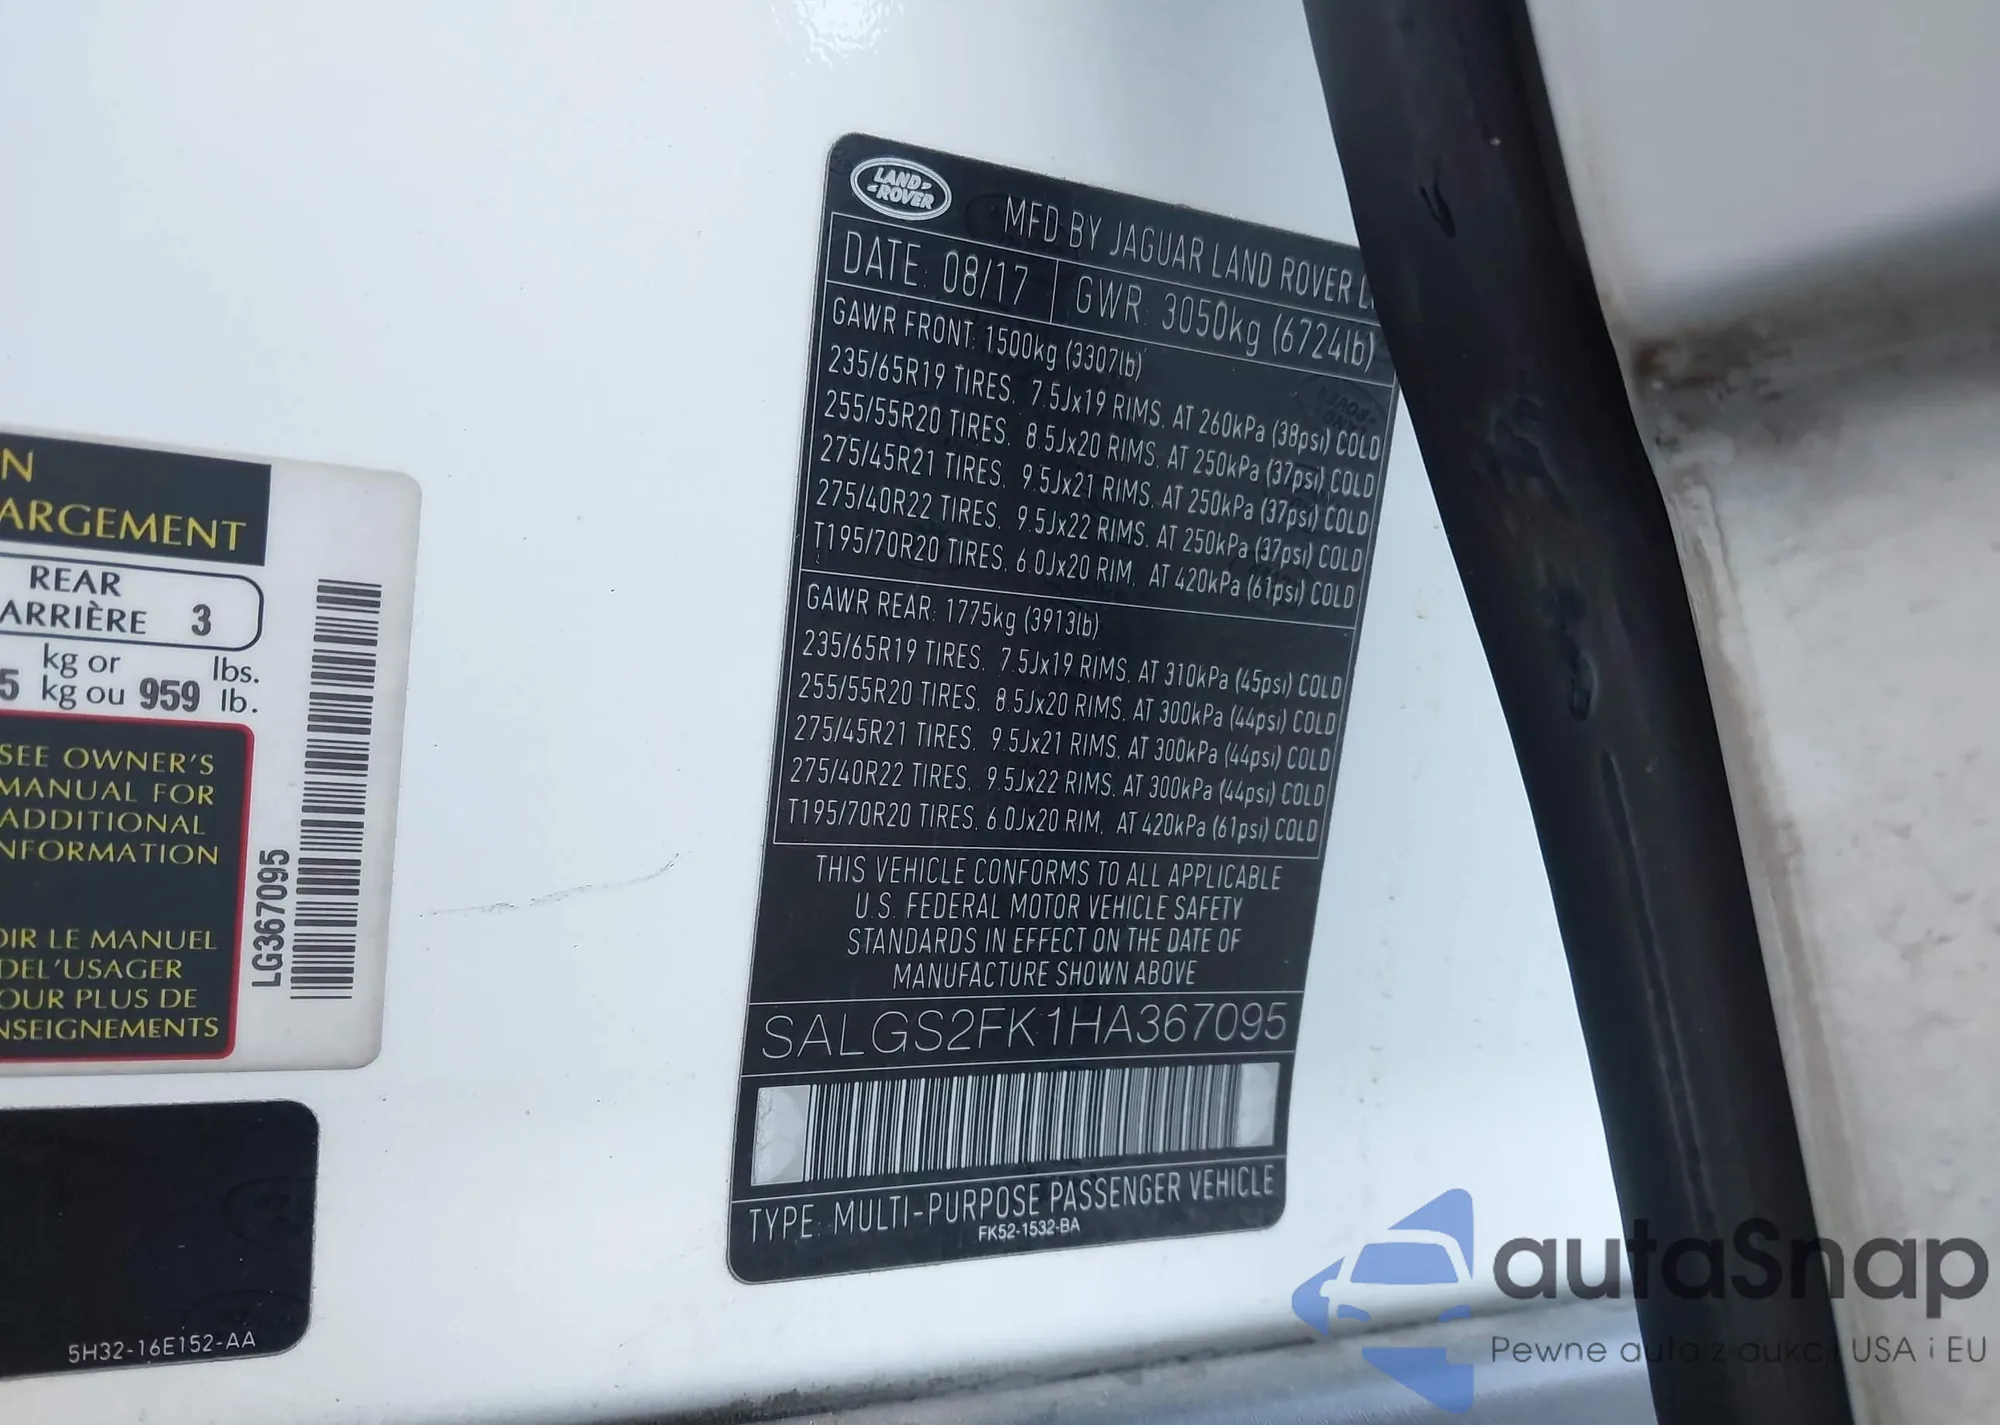 LAND-
-ROVER
MFD BY JAGUAR LAND ROVER
DATE: 08/17
GWR: 3050kg (6724lb)
GAWR FRONT: 1500kg (3307lb)
235/65R19 TIRES. 7.5Jx19 RIMS. AT 260kPa (38psi) COLD
255/55R20 TIRES. 8.5Jx20 RIMS. AT 250kPa (37psi) COLD
275/45R21 TIRES. 9.5Jx21 RIMS. AT 250kPa (37psi) COLD
275/40R22 TIRES. 9.5Jx22 RIMS. AT 250kPa (37psi) COLD
T195/70R20 TIRES. 6.0Jx20 RIM. AT 420kPa (61psi) COLD
GAWR REAR: 1775kg (3913lb)
235/65R19 TIRES. 7.5Jx19 RIMS. AT 310kPa (45psi) COLD
255/55R20 TIRES. 8.5Jx20 RIMS. AT 300kPa (44psi) COLD
275/45R21 TIRES. 9.5Jx21 RIMS. AT 300kPa (44psi) COLD
275/40R22 TIRES. 9.5Jx22 RIMS. AT 300kPa (44psi) COLD
T195/70R20 TIRES. 6.0Jx20 RIM. AT 420kPa (61psi) COLD
THIS VEHICLE CONFORMS TO ALL APPLICABLE
U.S. FEDERAL MOTOR VEHICLE SAFETY
STANDARDS IN EFFECT ON THE DATE OF
MANUFACTURE SHOWN ABOVE
SALGS2FK1HA367095
TYPE: MULTI-PURPOSE PASSENGER VEHICLE
FK52-1532-BA
N
ARGEMENT
REAR
ARRIÈRE 3
kg or lbs.
5 kg ou 959 lb.
SEE OWNER'S
MANUAL FOR
ADDITIONAL
NFORMATION
OIR LE MANUEL
DEL'USAGER
OUR PLUS DE
NSEIGNEMENTS
LG367095
5H32-16E152-AA
autaSnap
Pewne auta z aukcji USA i EU